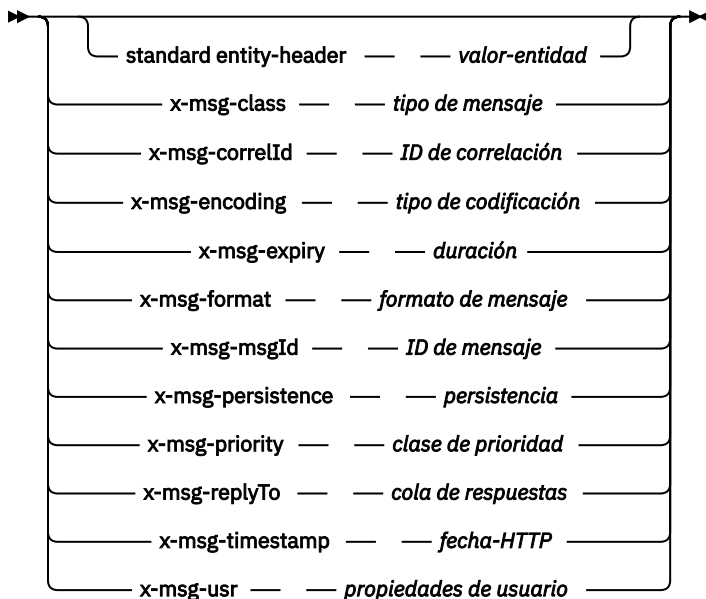 standard entity-header — — valor-entidad
x-msg-class — — tipo de mensaje
x-msg-correlId — — ID de correlación
x-msg-encoding — — tipo de codificación
x-msg-expiry — — duración
x-msg-format — — formato de mensaje
x-msg-msgId — — ID de mensaje
x-msg-persistence — — persistencia
x-msg-priority — — clase de prioridad
x-msg-replyTo — — cola de respuestas
x-msg-timestamp — — fecha-HTTP
x-msg-usr — — propiedades de usuario